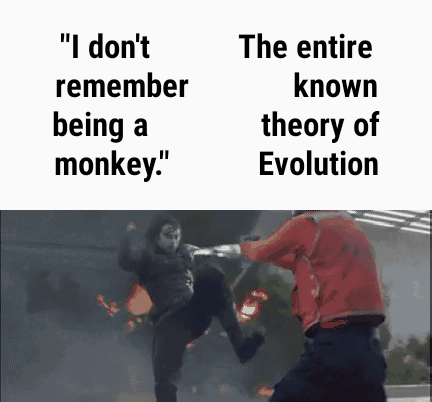 "I don't
remember
being a
monkey."
The entire
known
theory of
Evolution